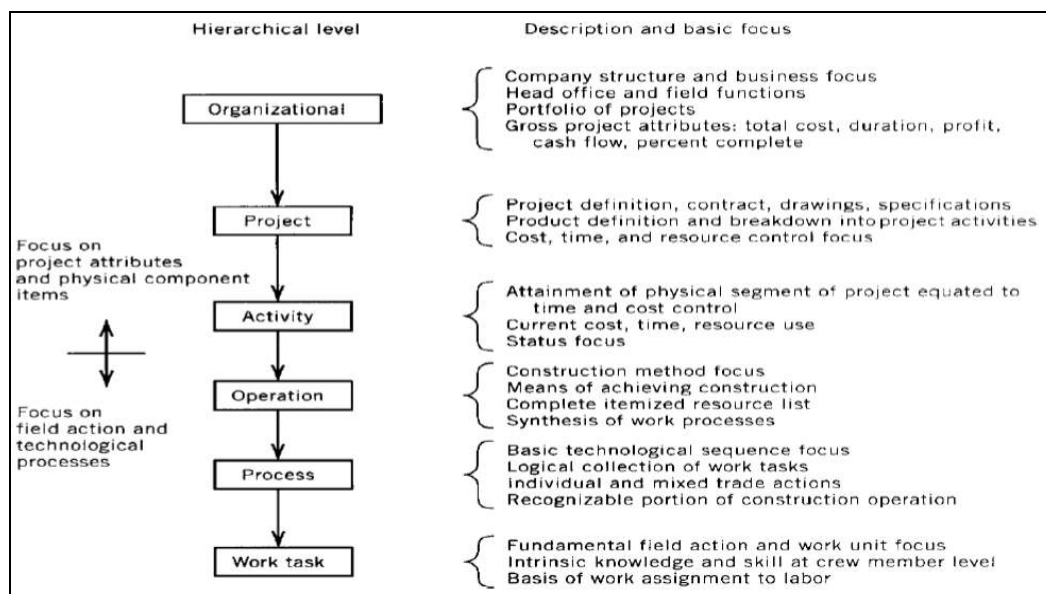 Hierarchical level
Description and basic focus
Organizational
Company structure and business focus
Head office and field functions
Portfolio of projects
Gross project attributes: total cost, duration, profit,
cash flow, percent complete
Project
Project definition, contract, drawings, specifications
Product definition and breakdown into project activities
Cost, time, and resource control focus
Focus on
project attributes
and physical component
items
Activity
Attainment of physical segment of project equated to
time and cost control
Current cost, time, resource use
Status focus
Operation
Construction method focus
Means of achieving construction
Complete itemized resource list
Synthesis of work processes
Focus on
field action and
technological
processes
Process
Basic technological sequence focus
Logical collection of work tasks
Individual and mixed trade actions
Recognizable portion of construction operation
Work task
Fundamental field action and work unit focus
Intrinsic knowledge and skill at crew member level
Basis of work assignment to labor